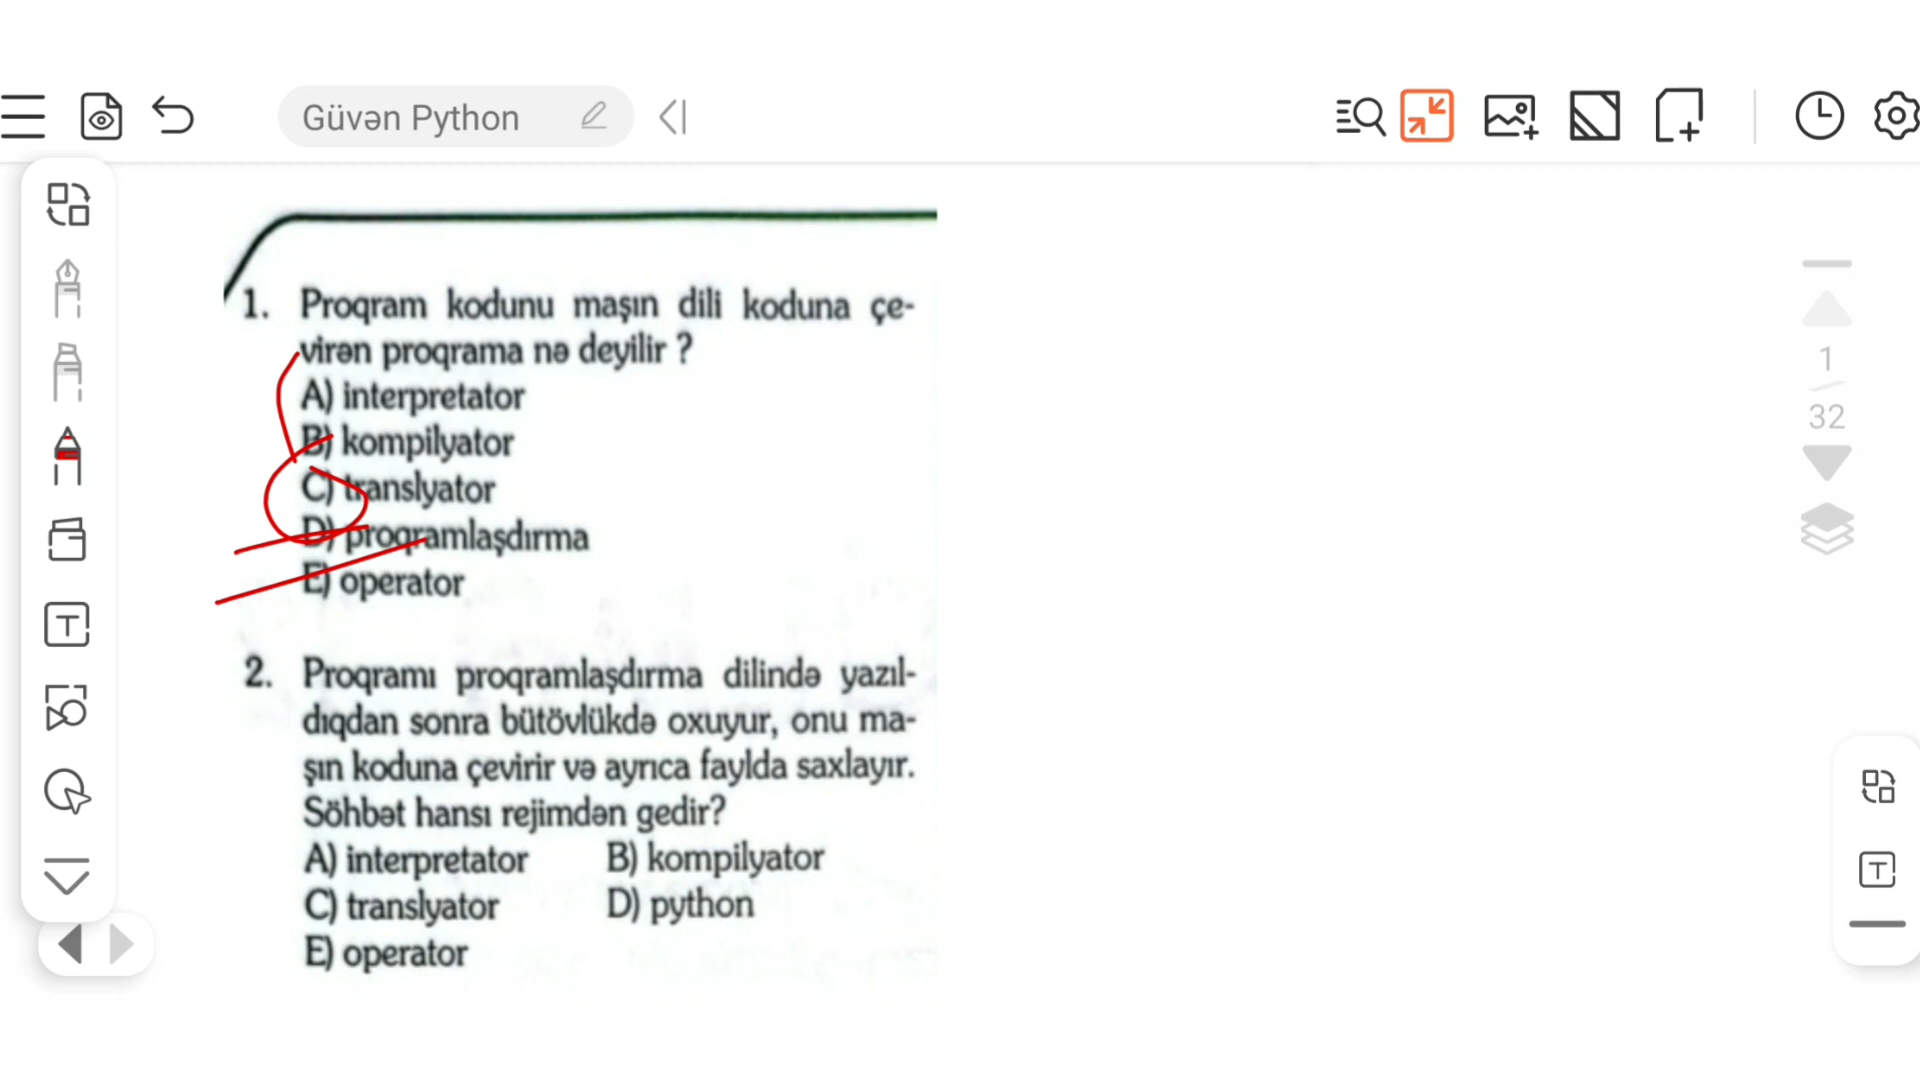 Güvən Python
1. Proqram kodunu maşın dili koduna çe-
virən proqrama nə deyilir ?
A) interpretator
B) kompilyator
C) translyator
D) proqramlaşdırma
E) operator
2. Proqramı proqramlaşdırma dilində yazıl-
dıqdan sonra bütövlükdə oxuyur, onu ma-
şın koduna çevirir və ayrıca faylda saxlayır.
Söhbət hansı rejimdən gedir?
A) interpretator B) kompilyator
C) translyator D) python
E) operator
1
32